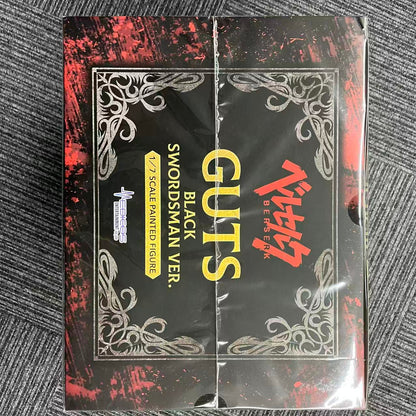 ベルセルク
BERSERK
GUTS
BLACK
SWORDSMAN VER.
1/7 SCALE PAINTED FIGURE